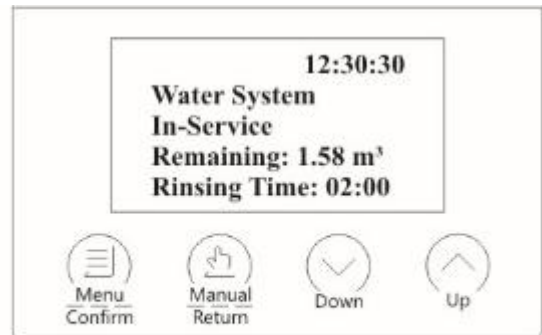 12:30:30
Water System
In-Service
Remaining: 1.58 m³
Rinsing Time: 02:00
Menu
Confirm
Manual
Return
Down
Up